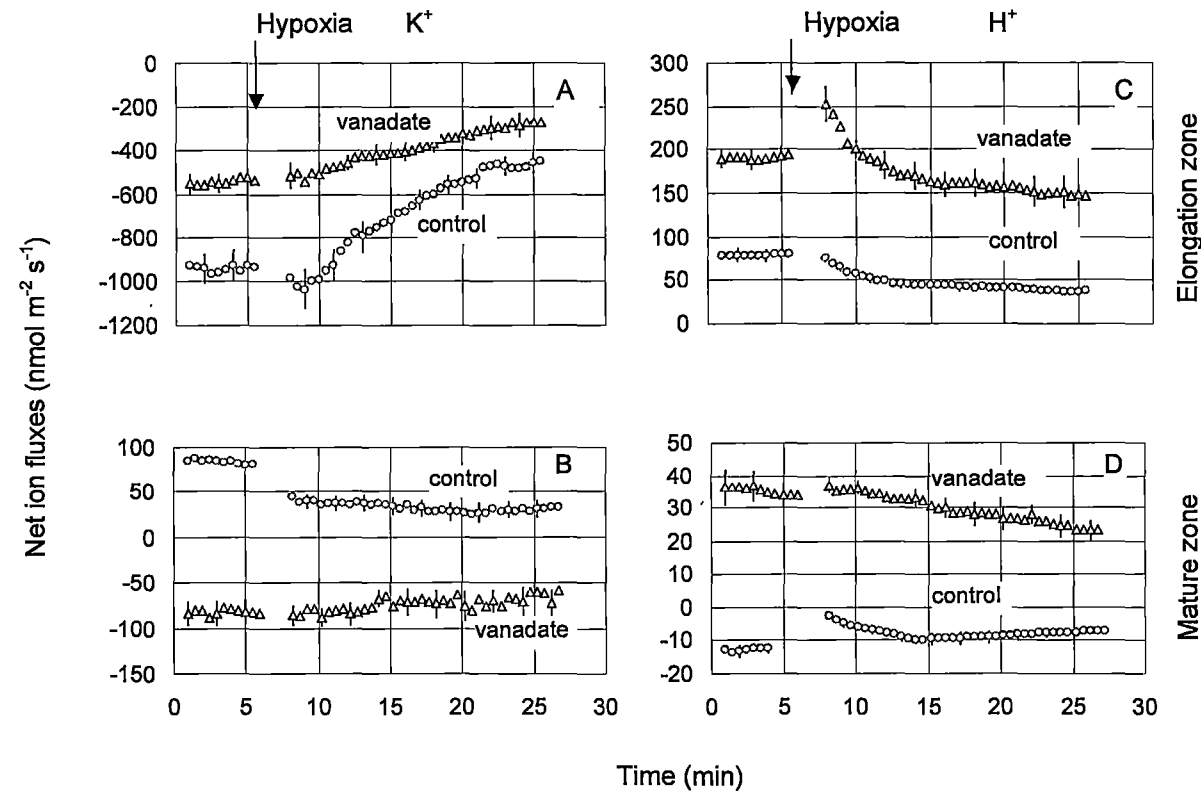 Hypoxia K⁺
Hypoxia H⁺
0
-200
-400
-600
-800
-1000
-1200
A
vanadate
control
300
250
200
150
100
50
0
C
vanadate
control
Elongation zone
Net ion fluxes (nmol m⁻² s⁻¹)
100
50
0
-50
-100
-150
B
control
vanadate
0 5 10 15 20 25 30
50
40
30
20
10
0
-10
-20
D
vanadate
control
0 5 10 15 20 25 30
Mature zone
Time (min)